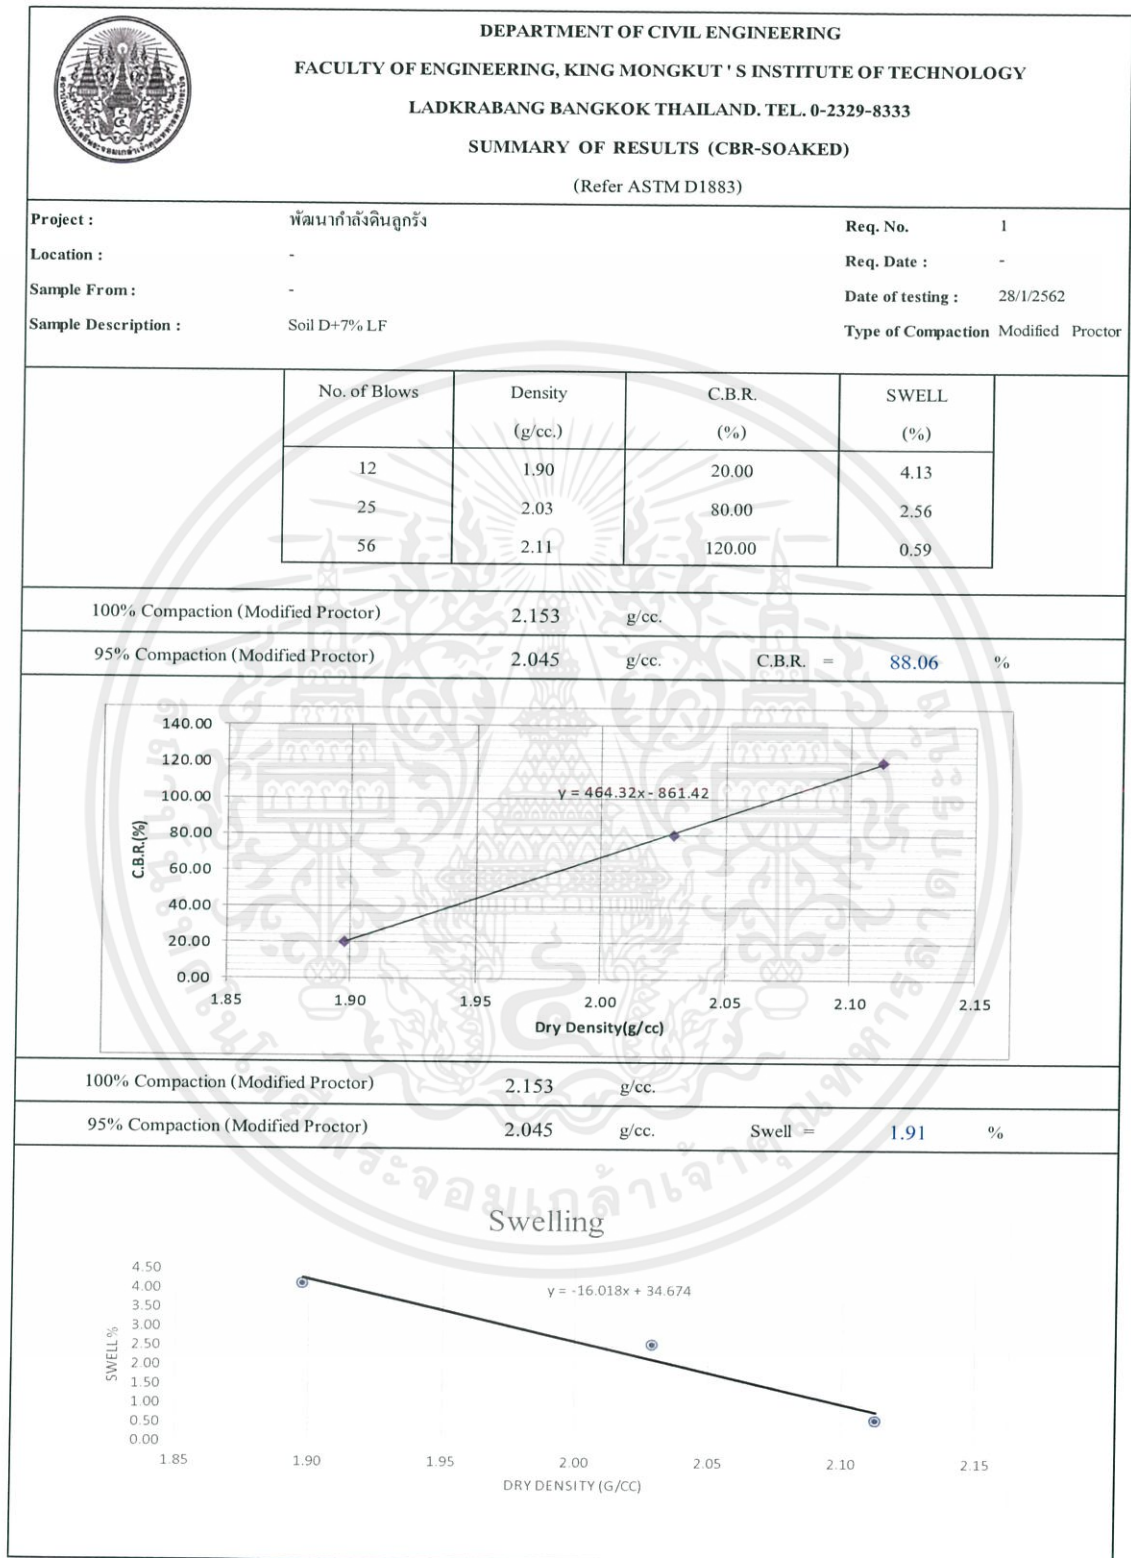 DEPARTMENT OF CIVIL ENGINEERING
FACULTY OF ENGINEERING, KING MONGKUT ' S INSTITUTE OF TECHNOLOGY
LADKRABANG BANGKOK THAILAND. TEL. 0-2329-8333
SUMMARY OF RESULTS (CBR-SOAKED)
(Refer ASTM D1883)
Project : พัฒนากำลังดินลูกรัง Req. No. 1
Location : - Req. Date : -
Sample From : - Date of testing : 28/1/2562
Sample Description : Soil D+7% LF Type of Compaction Modified Proctor
No. of Blows Density C.B.R. SWELL
(g/cc.) (%) (%)
12 1.90 20.00 4.13
25 2.03 80.00 2.56
56 2.11 120.00 0.59
100% Compaction (Modified Proctor) 2.153 g/cc.
95% Compaction (Modified Proctor) 2.045 g/cc. C.B.R. = 88.06 %
140.00
120.00
y = 464.32x - 861.42
100.00
80.00
C.B.R.(%)
60.00
40.00
20.00
0.00
1.85 1.90 1.95 2.00 2.05 2.10 2.15
Dry Density(g/cc)
100% Compaction (Modified Proctor) 2.153 g/cc.
95% Compaction (Modified Proctor) 2.045 g/cc. Swell = 1.91 %
Swelling
4.50
4.00
y = -16.018x + 34.674
3.50
3.00
2.50
SWELL %
2.00
1.50
1.00
0.50
0.00
1.85 1.90 1.95 2.00 2.05 2.10 2.15
DRY DENSITY (G/CC)